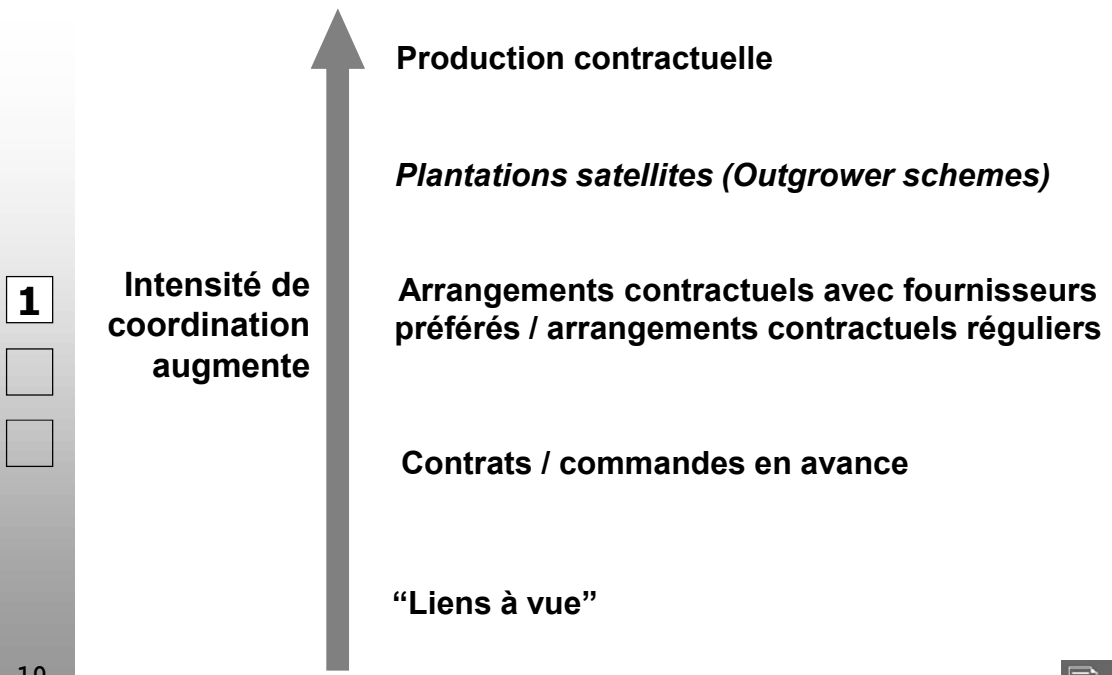 Production contractuelle
Plantations satellites (Outgrower schemes)
1
Intensité de
coordination
augmente
Arrangements contractuels avec fournisseurs
préférés / arrangements contractuels réguliers
Contrats / commandes en avance
“Liens à vue”